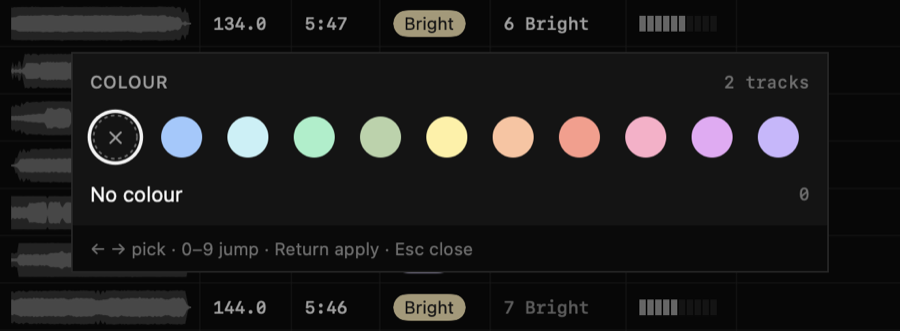 134.0 5:47 Bright 6 Bright
COLOUR 2 tracks
No colour 0
← → pick · 0–9 jump · Return apply · Esc close
144.0 5:46 Bright 7 Bright